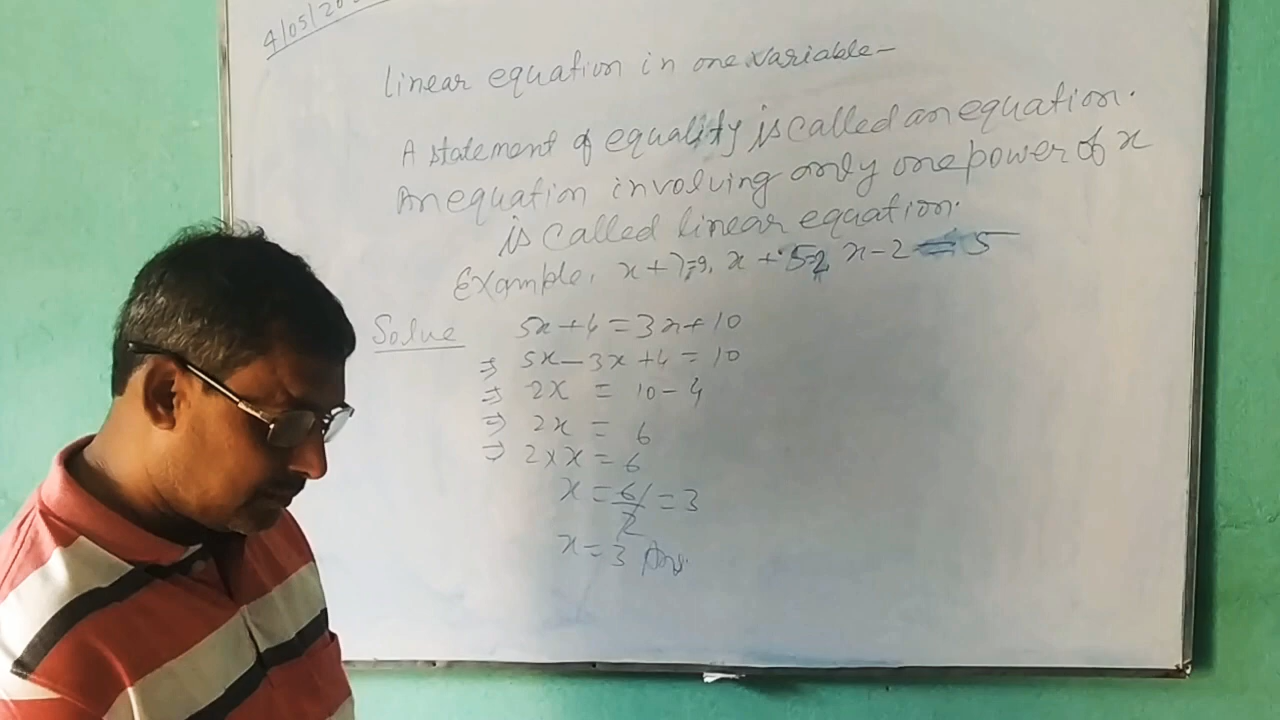 4/05/20
linear equation in one variable-
A statement of equality is called an equation.
An equation involving only one power of x
is called linear equation.
Example, x+7=9, x+5=2, x-2=5
Solve 5x+4=3x+10
⇒ 5x-3x+4=10
⇒ 2x = 10-4
⇒ 2x = 6
⇒ 2×x=6
x=6/2=3
x=3 Ans.